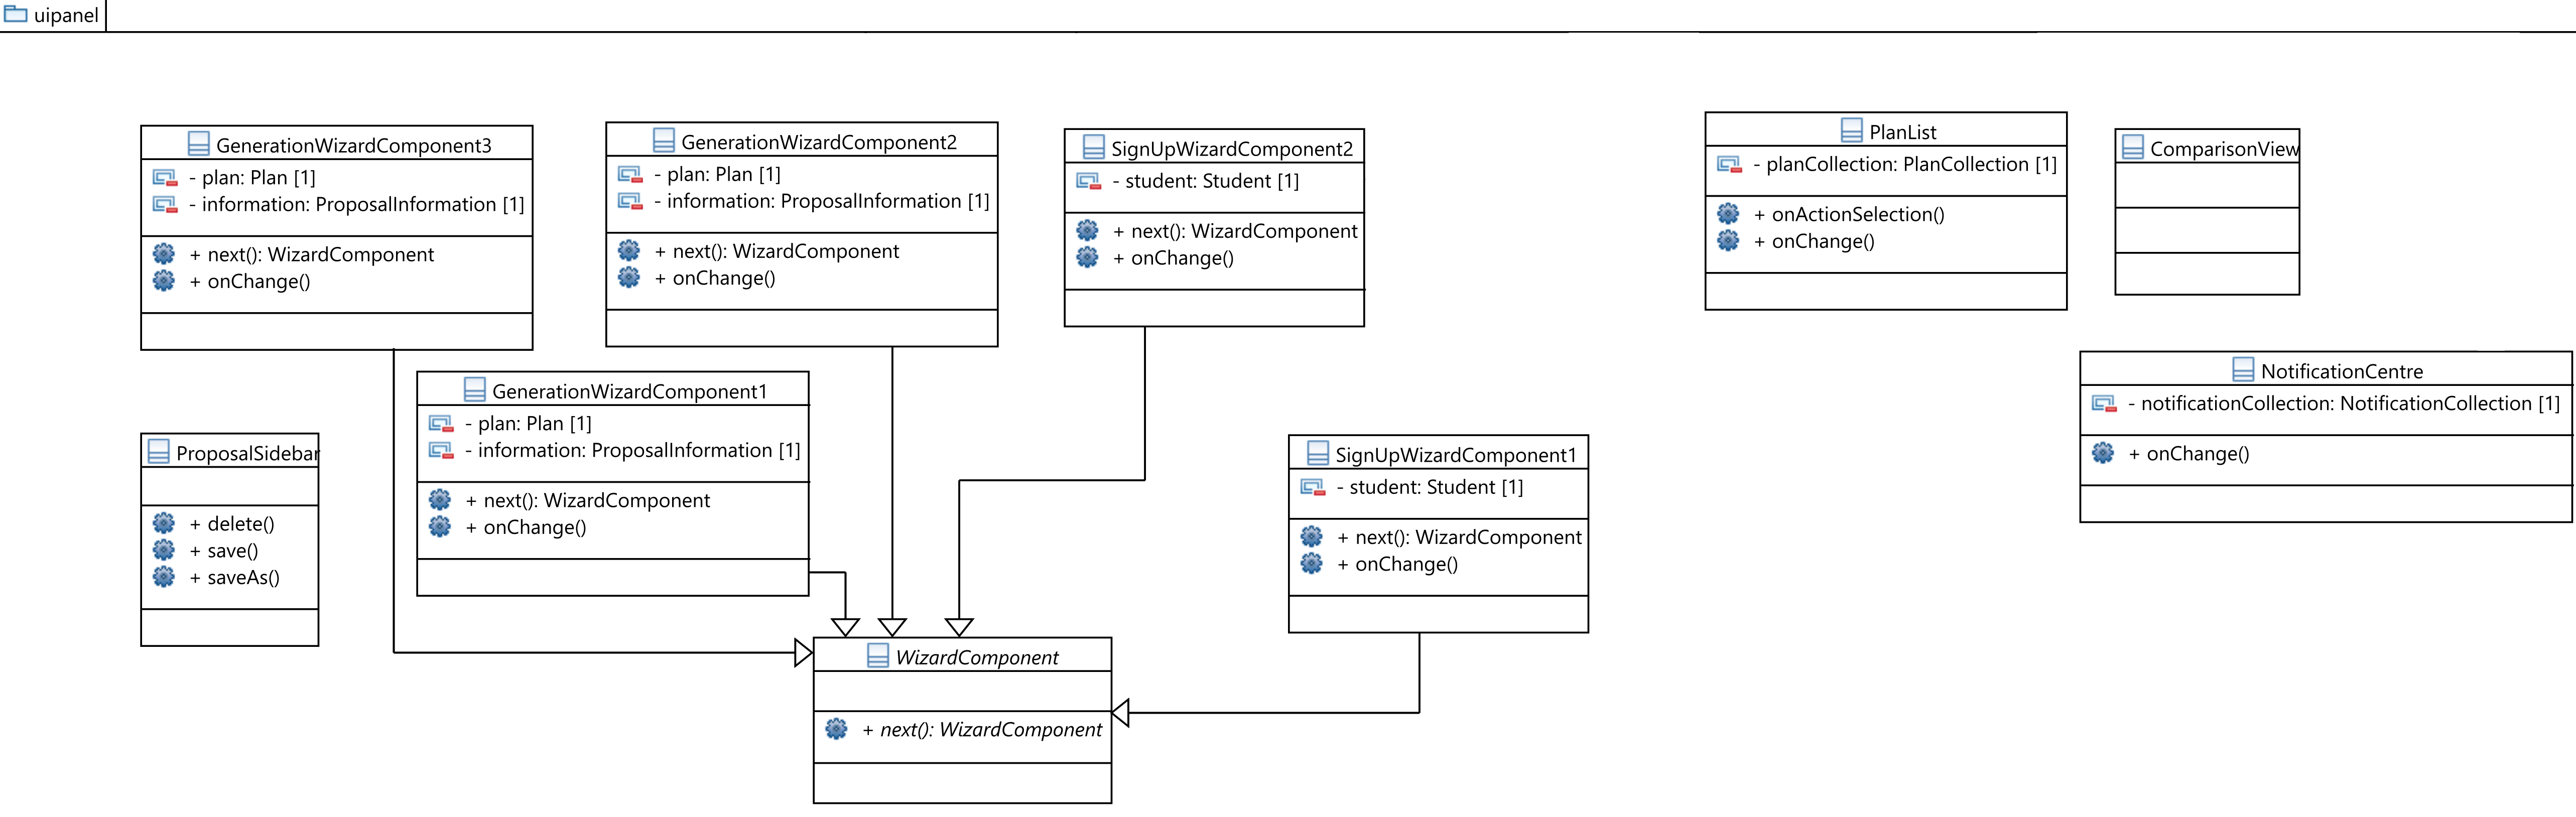 uipanel
GenerationWizardComponent3
- plan: Plan [1]
- information: ProposalInformation [1]
+ next(): WizardComponent
+ onChange()
GenerationWizardComponent2
- plan: Plan [1]
- information: ProposalInformation [1]
+ next(): WizardComponent
+ onChange()
SignUpWizardComponent2
- student: Student [1]
+ next(): WizardComponent
+ onChange()
PlanList
- planCollection: PlanCollection [1]
+ onActionSelection()
+ onChange()
ComparisonView
NotificationCentre
- notificationCollection: NotificationCollection [1]
+ onChange()
GenerationWizardComponent1
- plan: Plan [1]
- information: ProposalInformation [1]
+ next(): WizardComponent
+ onChange()
ProposalSidebar
+ delete()
+ save()
+ saveAs()
SignUpWizardComponent1
- student: Student [1]
+ next(): WizardComponent
+ onChange()
WizardComponent
+ next(): WizardComponent